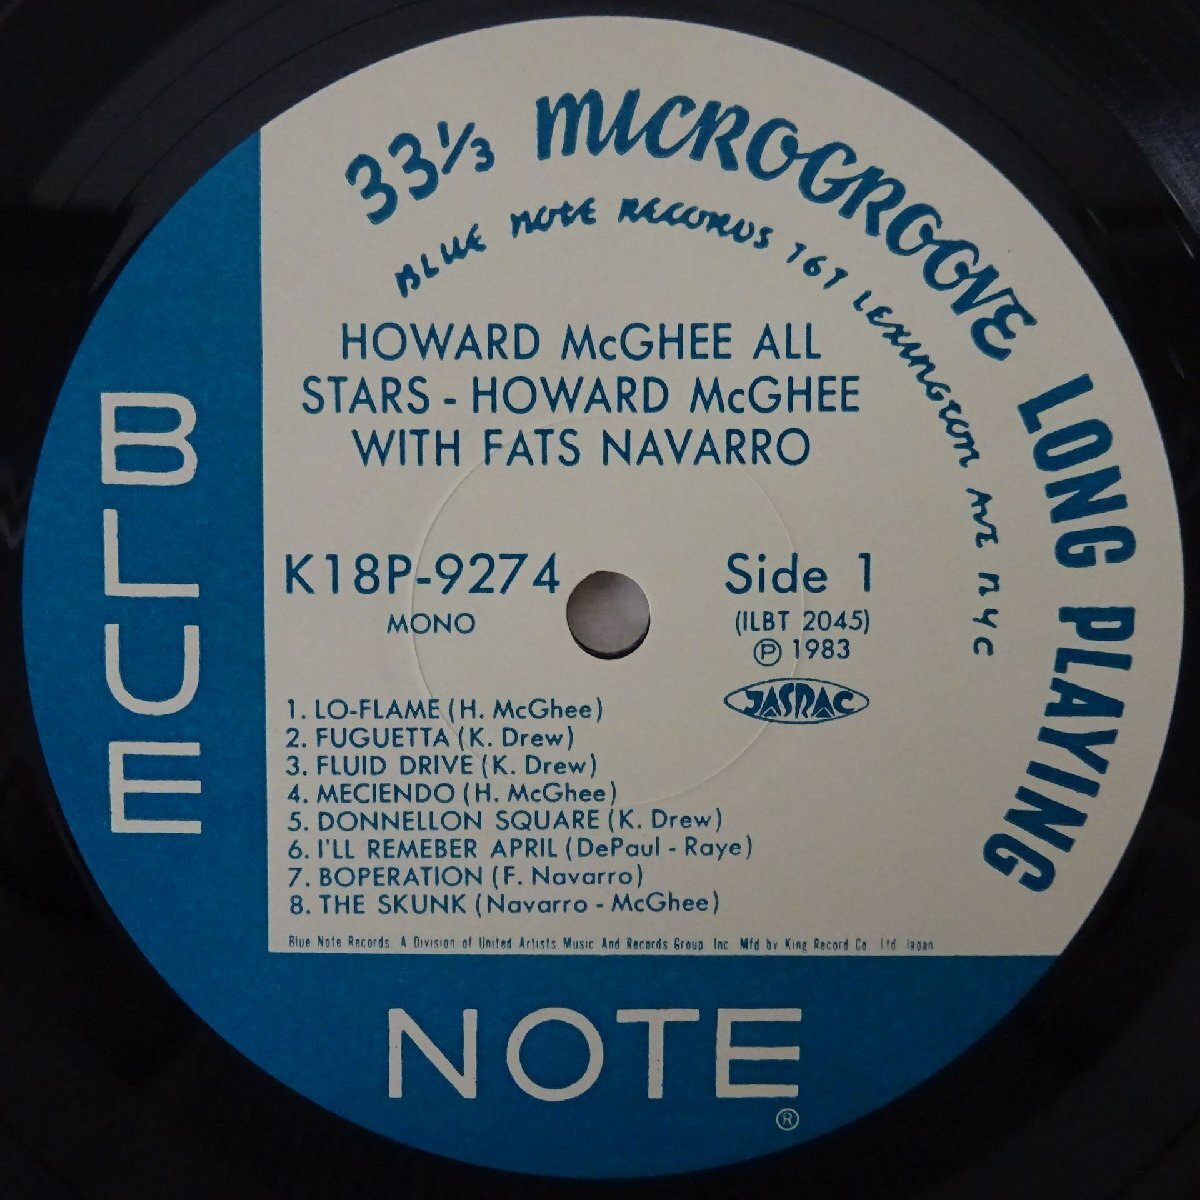 33⅓ MICROGROOVE LONG PLAYING
BLUE NOTE RECORDS 767 LEXINGTON AVE NYC
HOWARD McGHEE ALL
STARS - HOWARD McGHEE
WITH FATS NAVARRO
K18P-9274
MONO
Side 1
(ILBT 2045)
Ⓟ 1983
JASRAC
1. LO-FLAME (H. McGhee)
2. FUGUETTA (K. Drew)
3. FLUID DRIVE (K. Drew)
4. MECIENDO (H. McGhee)
5. DONNELLON SQUARE (K. Drew)
6. I'LL REMEBER APRIL (DePaul - Raye)
7. BOPERATION (F. Navarro)
8. THE SKUNK (Navarro - McGhee)
Blue Note Records. A Division of United Artists Music And Records Group Inc. Mfd by King Record Co. Ltd. Japan
BLUE
NOTE
®